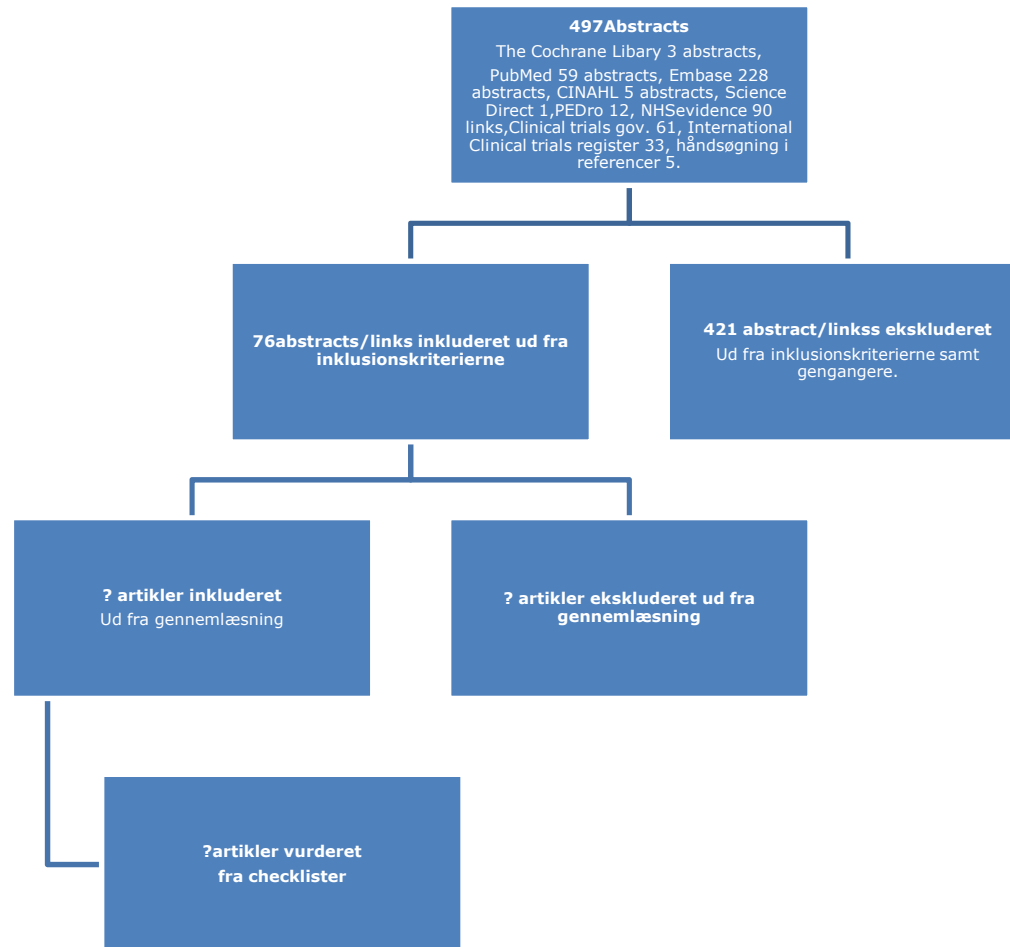 497Abstracts
The Cochrane Libary 3 abstracts,
PubMed 59 abstracts, Embase 228
abstracts, CINAHL 5 abstracts, Science
Direct 1,PEDro 12, NHSevidence 90
links,Clinical trials gov. 61, International
Clinical trials register 33, håndsøgning i
referencer 5.
76abstracts/links inkluderet ud fra
inklusionskriterierne
421 abstract/linkss ekskluderet
Ud fra inklusionskriterierne samt
gengangere.
? artikler inkluderet
Ud fra gennemlæsning
? artikler ekskluderet ud fra
gennemlæsning
?artikler vurderet
fra checklister